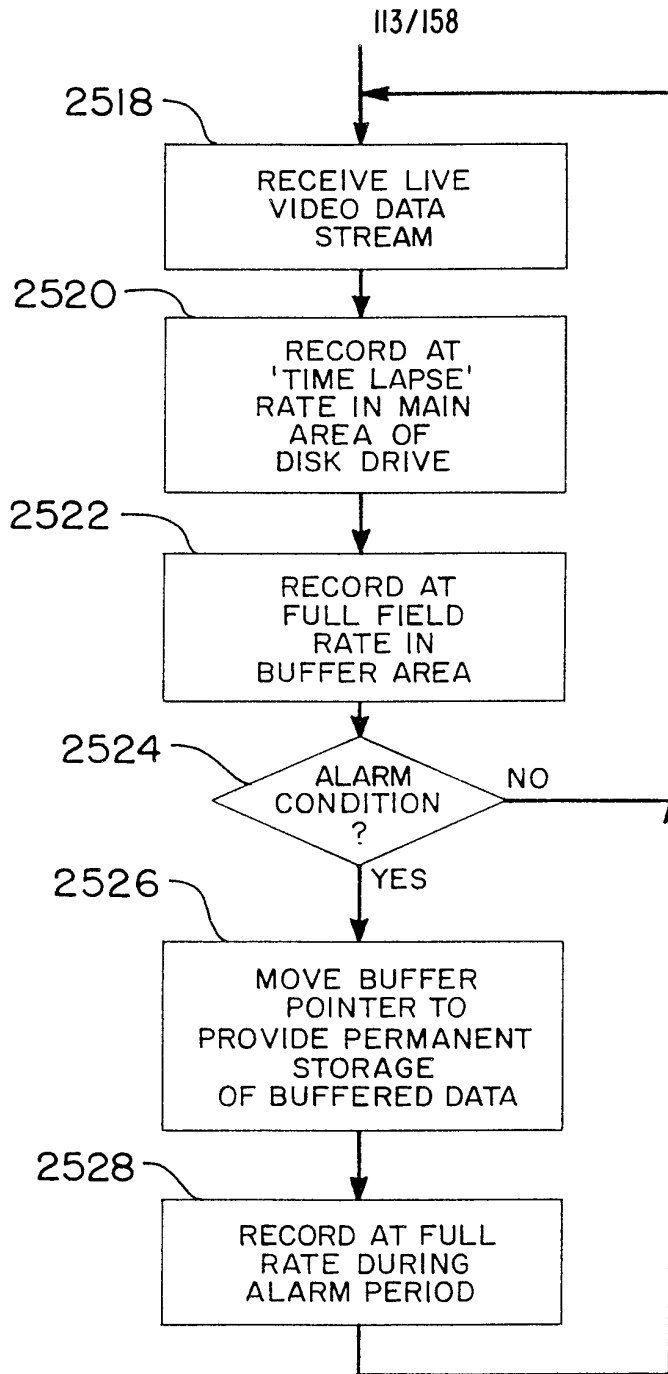 113/158
2518
RECEIVE LIVE
VIDEO DATA
STREAM
2520
RECORD AT
'TIME LAPSE'
RATE IN MAIN
AREA OF
DISK DRIVE
2522
RECORD AT
FULL FIELD
RATE IN
BUFFER AREA
2524
ALARM
CONDITION
?
NO
YES
2526
MOVE BUFFER
POINTER TO
PROVIDE PERMANENT
STORAGE
OF BUFFERED DATA
2528
RECORD AT FULL
RATE DURING
ALARM PERIOD